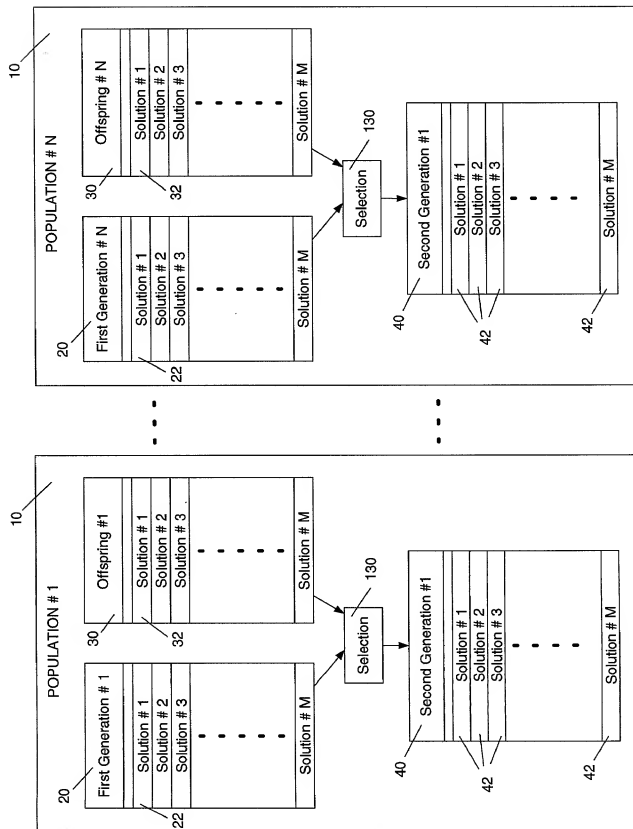 10
POPULATION # 1
20
First Generation # 1
22
Solution # 1
Solution # 2
Solution # 3
Solution # M
30
Offspring #1
32
Solution # 1
Solution # 2
Solution # 3
Solution # M
130
Selection
40
Second Generation #1
42
Solution # 1
Solution # 2
Solution # 3
42
Solution # M
10
POPULATION # N
20
First Generation # N
22
Solution # 1
Solution # 2
Solution # 3
Solution # M
30
Offspring # N
32
Solution # 1
Solution # 2
Solution # 3
Solution # M
130
Selection
40
Second Generation #1
42
Solution # 1
Solution # 2
Solution # 3
42
Solution # M